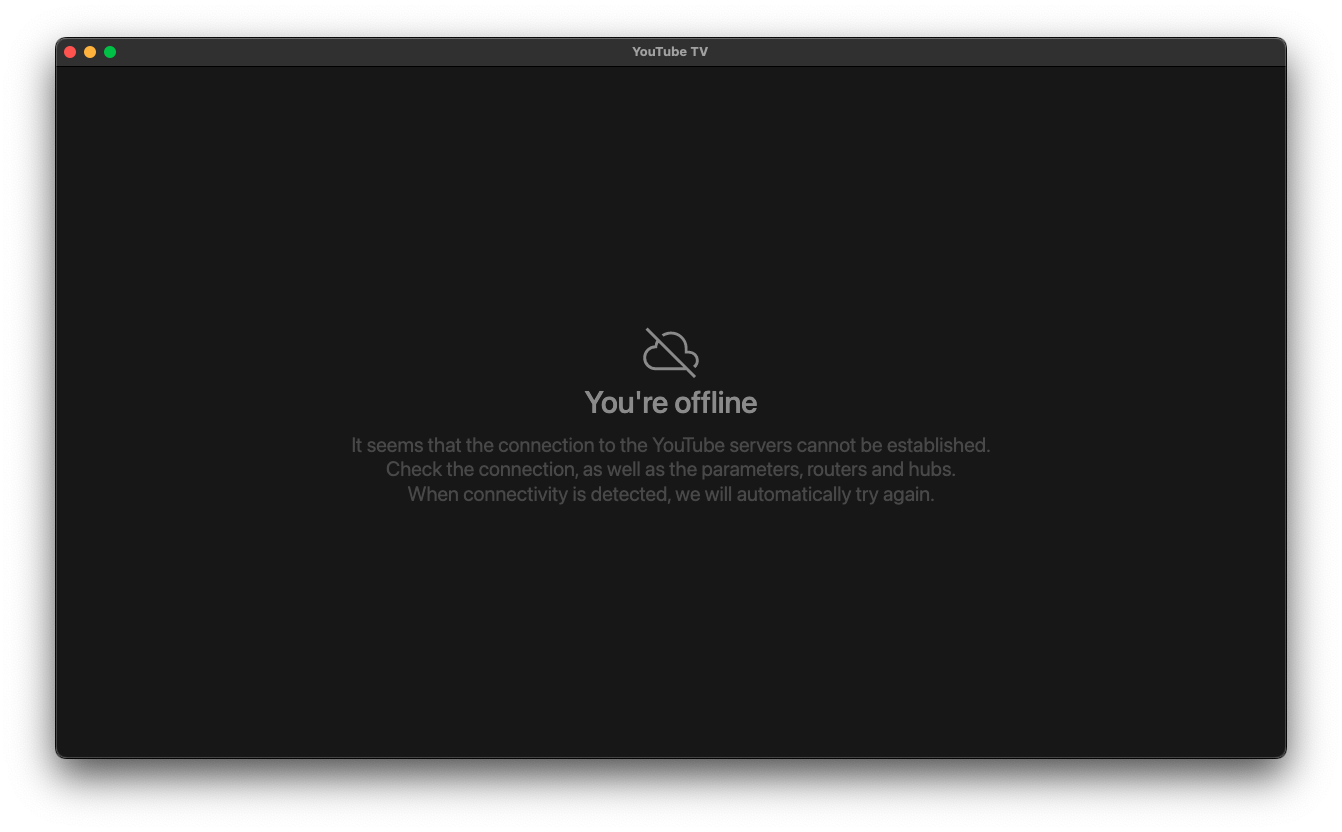 YouTube TV
You're offline
It seems that the connection to the YouTube servers cannot be established.
Check the connection, as well as the parameters, routers and hubs.
When connectivity is detected, we will automatically try again.